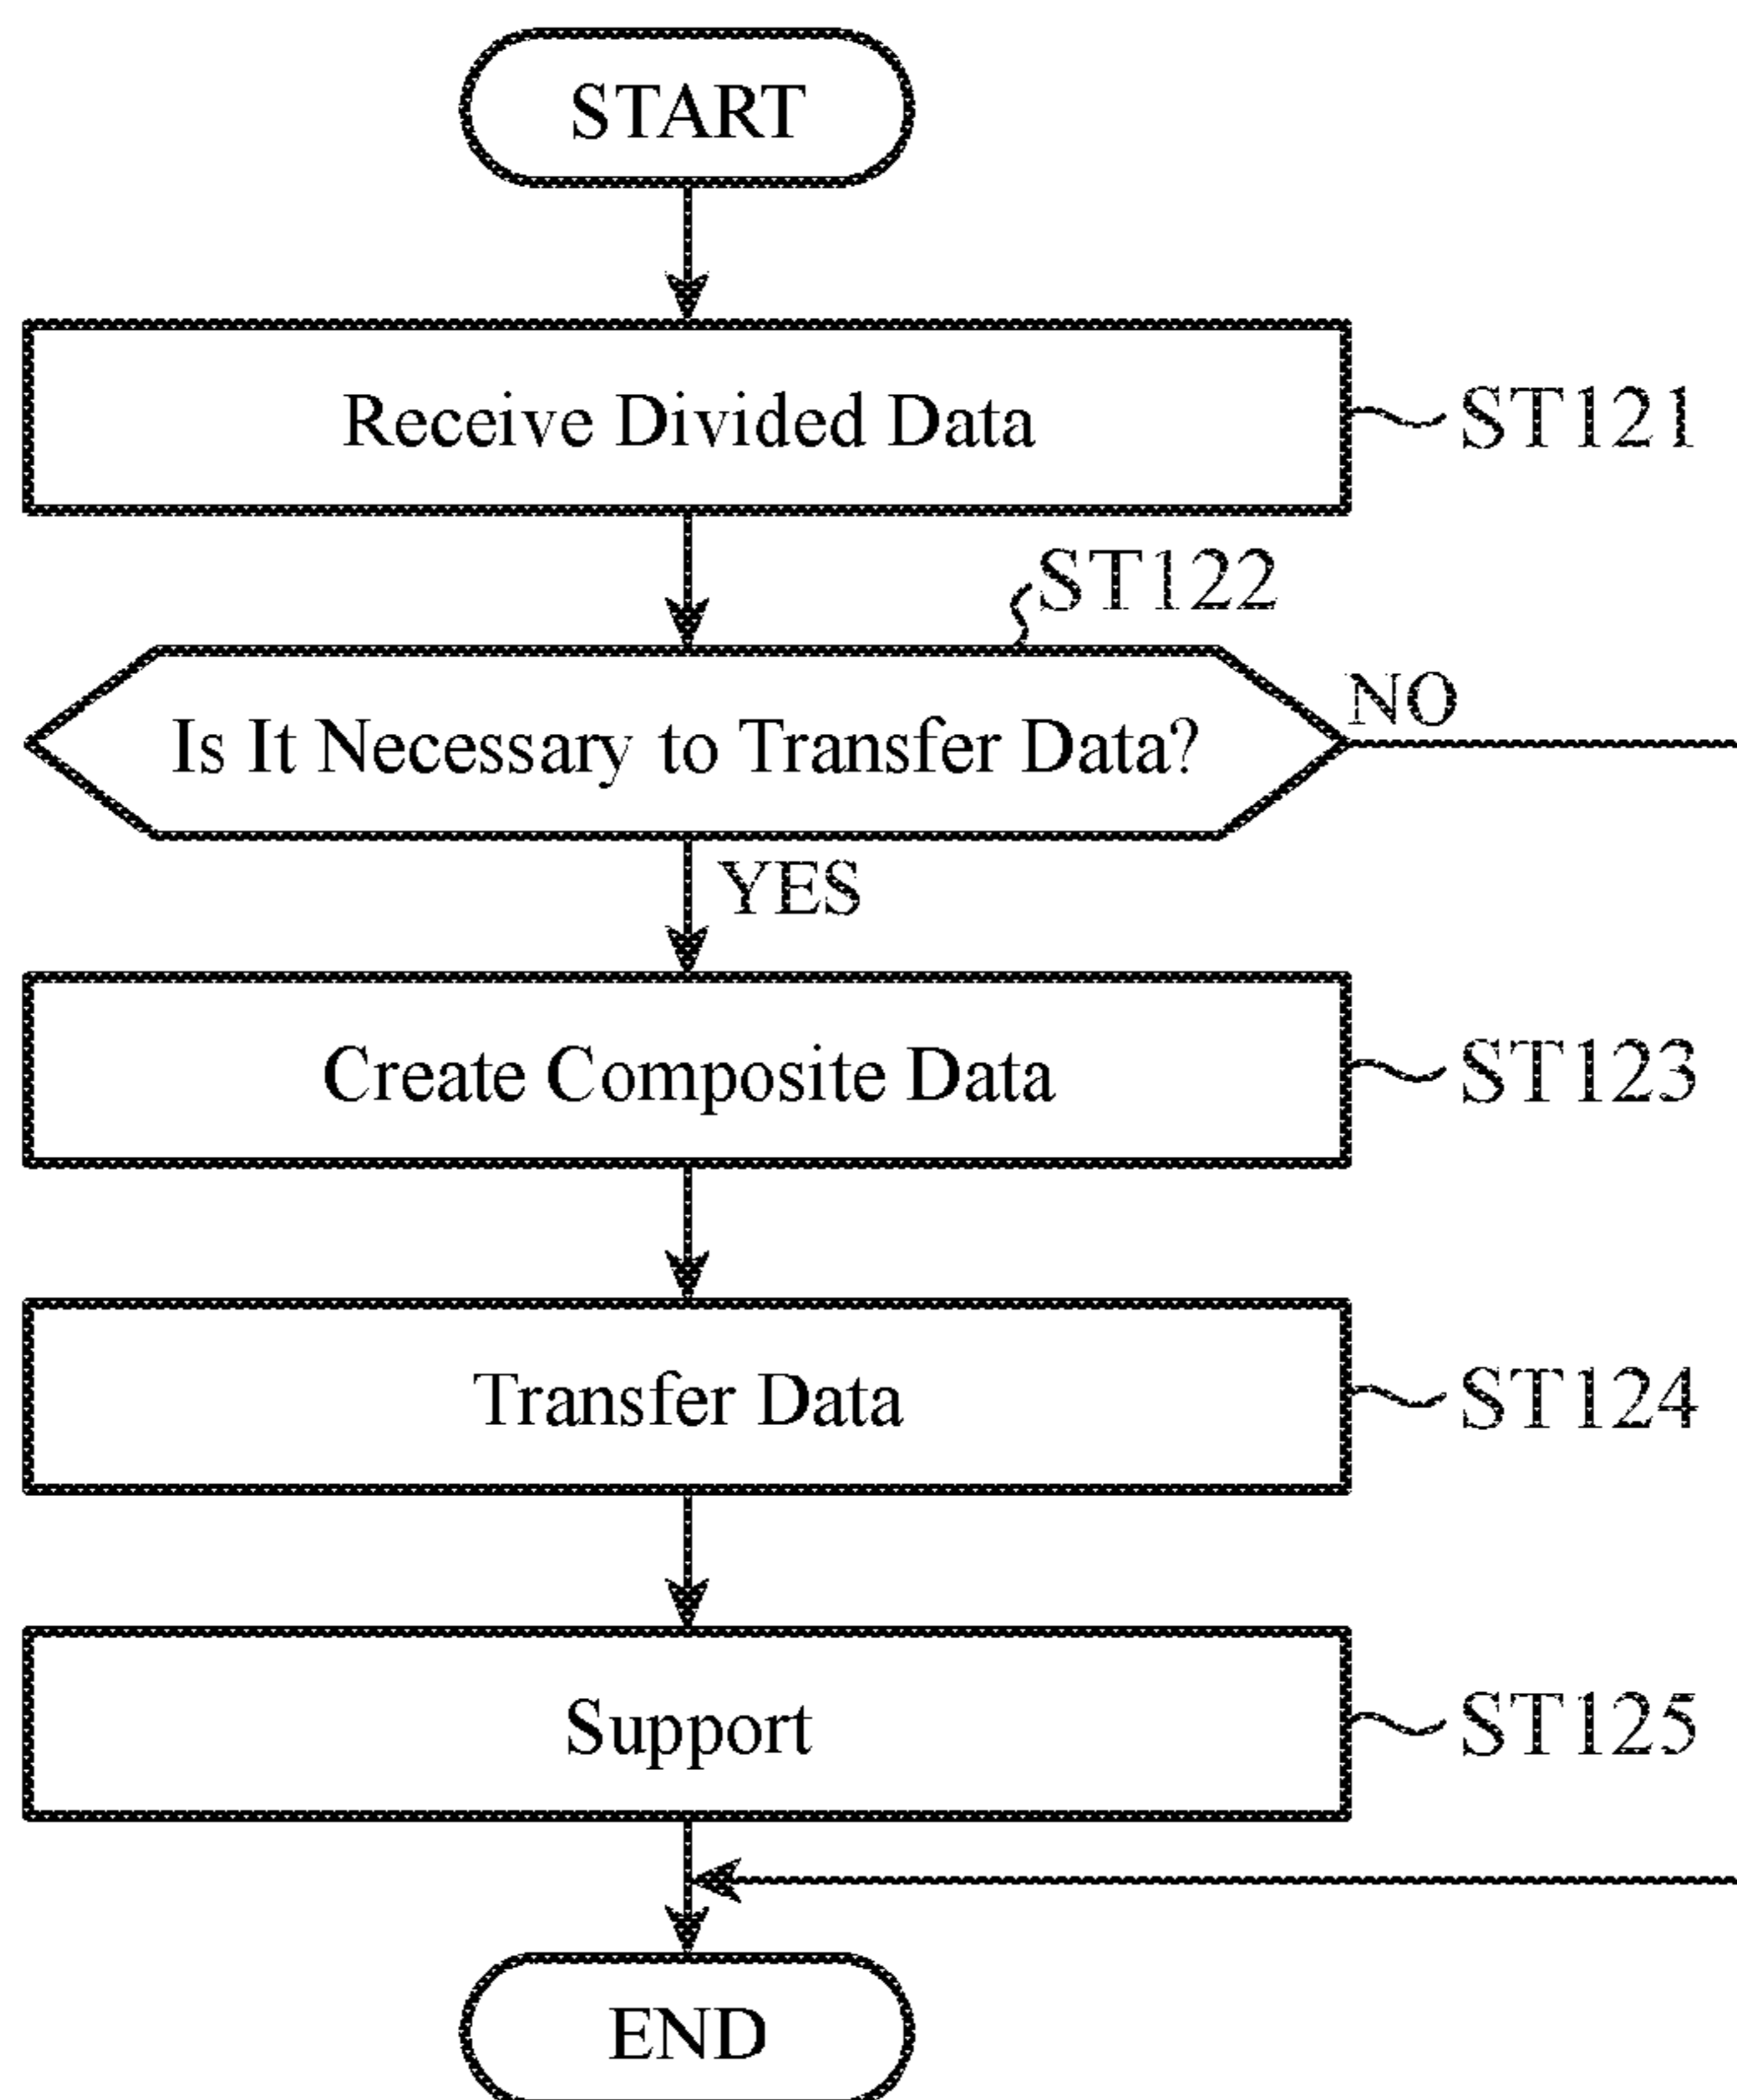 START
Receive Divided Data
ST121
ST122
Is It Necessary to Transfer Data?
NO
YES
Create Composite Data
ST123
Transfer Data
ST124
Support
ST125
END